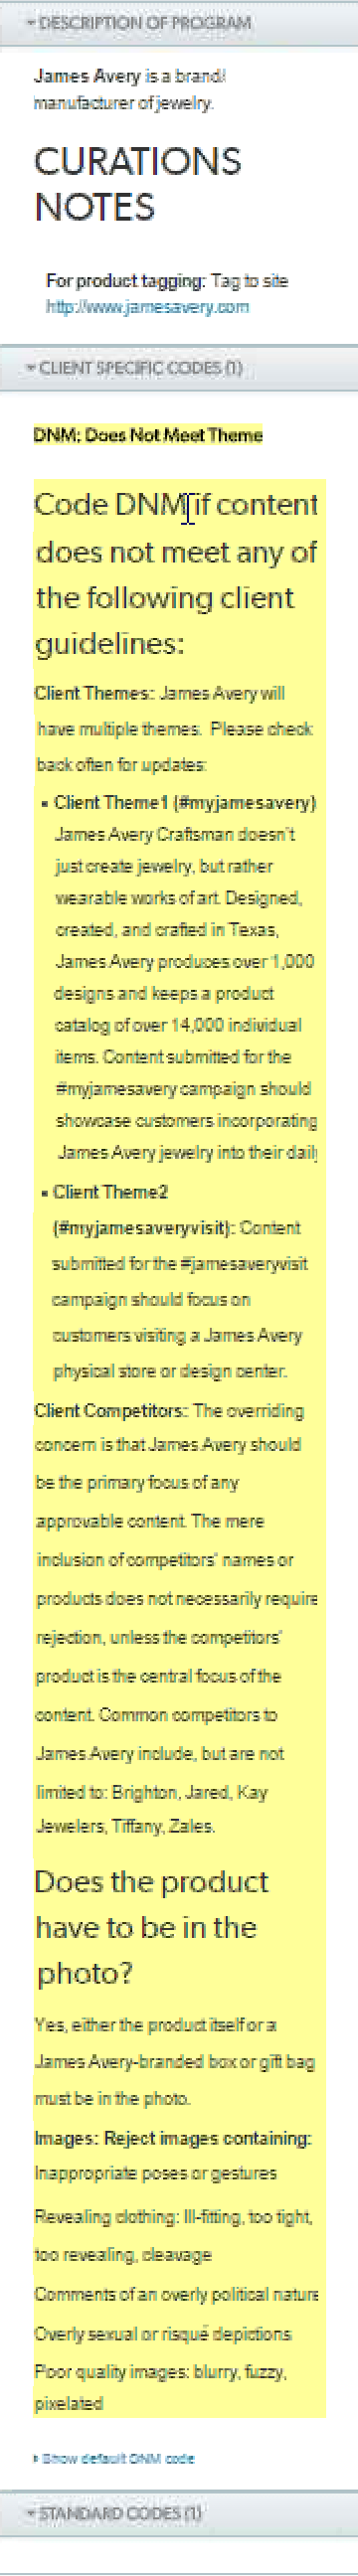 DESCRIPTION OF PROGRAM
James Avery is a brand/
manufacturer of jewelry.
CURATIONS
NOTES
For product tagging: Tag to site
http://www.jamesavery.com
CLIENT SPECIFIC CODES (1)
DNM: Does Not Meet Theme
Code DNM if content
does not meet any of
the following client
guidelines:
Client Themes: James Avery will
have multiple themes. Please check
back often for updates:
▪ Client Theme1 (#myjamesavery)
James Avery Craftsman doesn't
just create jewelry, but rather
wearable works of art. Designed,
created, and crafted in Texas,
James Avery produces over 1,000
designs and keeps a product
catalog of over 14,000 individual
items. Content submitted for the
#myjamesavery campaign should
showcase customers incorporating
James Avery jewelry into their daily
▪ Client Theme2
(#myjamesaveryvisit): Content
submitted for the #jamesaveryvisit
campaign should focus on
customers visiting a James Avery
physical store or design center.
Client Competitors: The overriding
concern is that James Avery should
be the primary focus of any
approvable content. The mere
inclusion of competitors' names or
products does not necessarily require
rejection, unless the competitors'
product is the central focus of the
content. Common competitors to
James Avery include, but are not
limited to: Brighton, Jared, Kay
Jewelers, Tiffany, Zales.
Does the product
have to be in the
photo?
Yes, either the product itself or a
James Avery-branded box or gift bag
must be in the photo.
Images: Reject images containing:
Inappropriate poses or gestures
Revealing clothing: Ill-fitting, too tight,
too revealing, cleavage
Comments of an overly political nature
Overly sexual or risqué depictions
Poor quality images: blurry, fuzzy,
pixelated
Show default DNM code
STANDARD CODES (1)